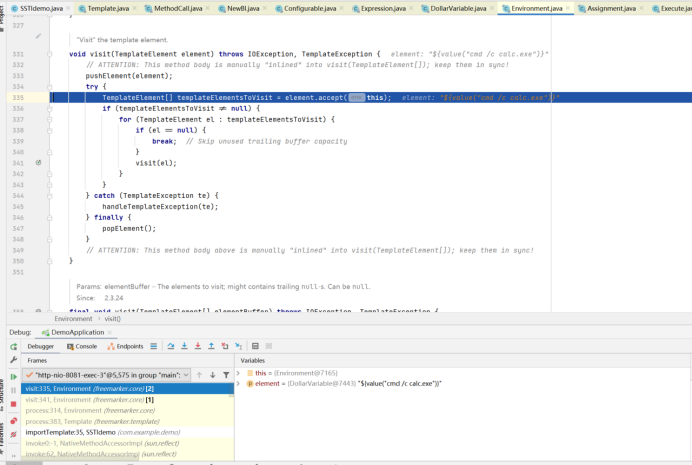 Project
SSTIdemo.java
Template.java
MethodCall.java
NewBI.java
Configurable.java
Expression.java
DollarVariable.java
Environment.java
Assignment.java
Execute.jav
327
"Visit" the template element.
331 void visit(TemplateElement element) throws IOException, TemplateException { element: "${value("cmd /c calc.exe")}"
332 // ATTENTION: This method body is manually "inlined" into visit(TemplateElement[]); keep them in sync!
333 pushElement(element);
334 try {
335 TemplateElement[] templateElementsToVisit = element.accept( this); element: "${value("cmd /c calc.exe")}"
336 if (templateElementsToVisit ≠ null) {
337 for (TemplateElement el : templateElementsToVisit) {
338 if (el == null) {
339 break; // Skip unused trailing buffer capacity
340 }
341 visit(el);
342 }
343 }
344 } catch (TemplateException te) {
345 handleTemplateException(te);
346 } finally {
347 popElement();
348 }
349 // ATTENTION: This method body above is manually "inlined" into visit(TemplateElement[]); keep them in sync!
350 }
351
Params: elementBuffer – The elements to visit; might contains trailing null-s. Can be null.
Since: 2.3.24
final void visit(TemplateElement[] elementBuffer) throws IOException, TemplateException {
Environment › visit()
Debug: DemoApplication ×
Debugger Console Endpoints
Frames
Variables
"http-nio-8081-exec-3"@5,575 in group "main":
visit:335, Environment (freemarker.core) [2]
visit:341, Environment (freemarker.core) [1]
process:314, Environment (freemarker.core)
process:383, Template (freemarker.template)
importTemplate:35, SSTIdemo (com.example.demo)
invoke0:-1, NativeMethodAccessorImpl (sun.reflect)
invoke:62, NativeMethodAccessorImpl (sun.reflect)
this = {Environment@7165}
element = {DollarVariable@7443} "${value("cmd /c calc.exe")}"
Structure
Favorites